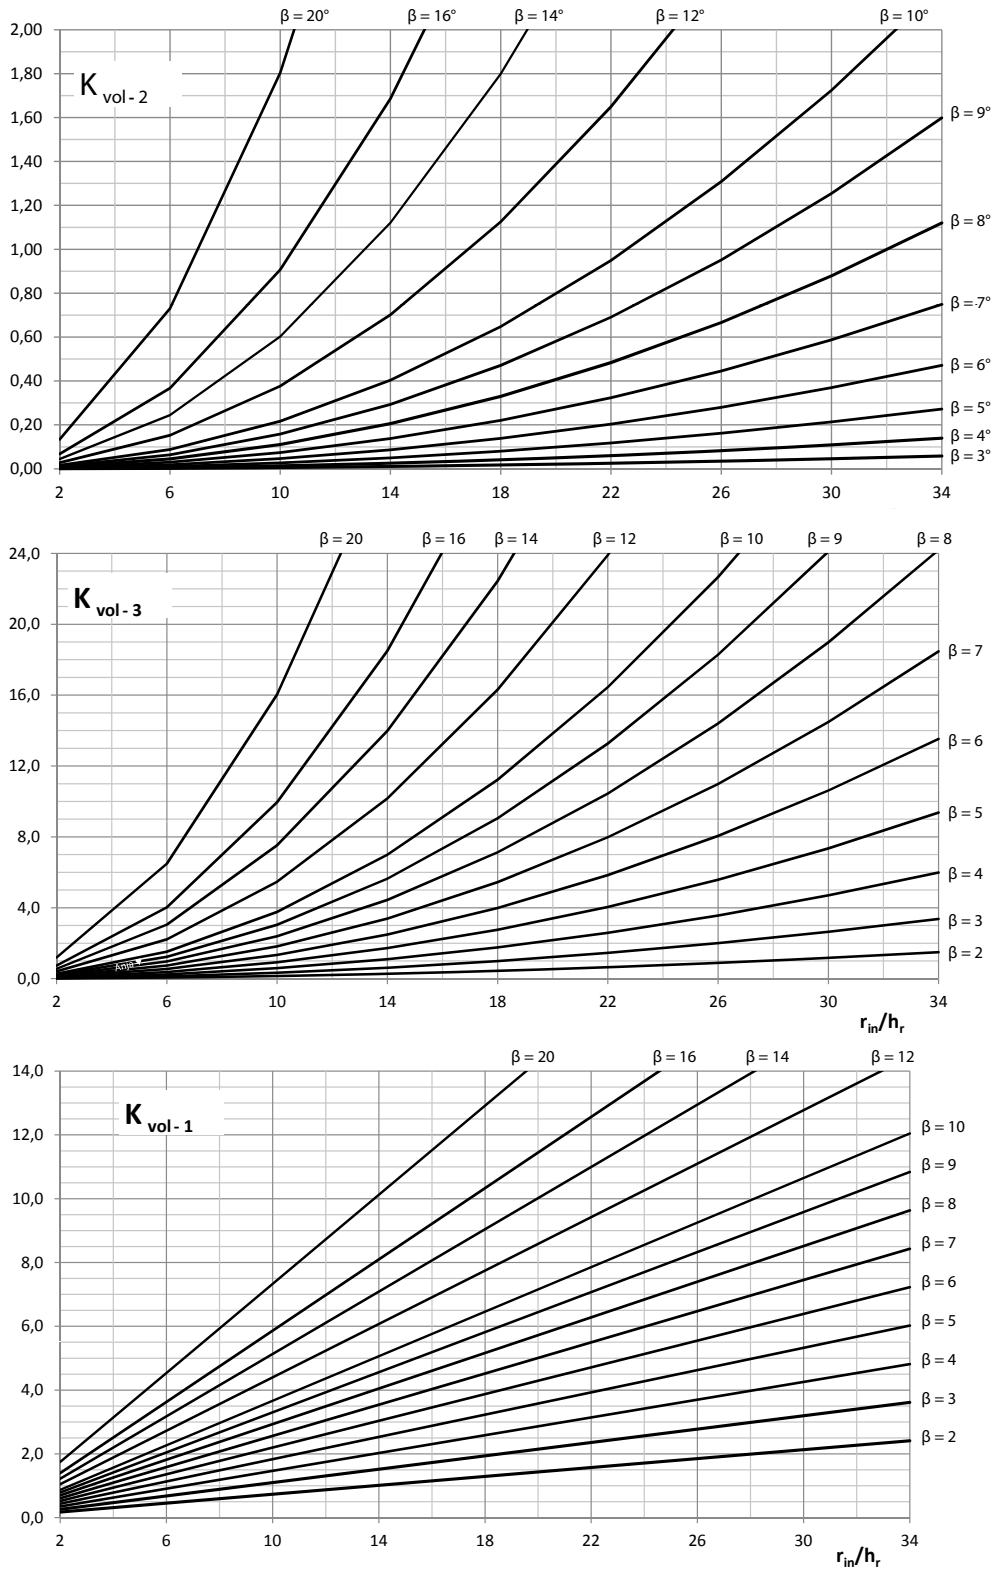 β = 20° β = 16° β = 14° β = 12° β = 10°
2,00
1,80
K vol - 2
1,60
β = 9°
1,40
1,20
β = 8°
1,00
0,80
β = 7°
0,60
β = 6°
0,40
β = 5°
0,20
β = 4°
β = 3°
0,00
2 6 10 14 18 22 26 30 34
β = 20 β = 16 β = 14 β = 12 β = 10 β = 9 β = 8
24,0
K vol - 3
20,0
β = 7
16,0
β = 6
12,0
β = 5
8,0
β = 4
4,0
β = 3
Anja
β = 2
0,0
2 6 10 14 18 22 26 30 34
r in/h r
β = 20 β = 16 β = 14 β = 12
14,0
K vol - 1
β = 10
12,0
β = 9
10,0
β = 8
β = 7
8,0
β = 6
6,0
β = 5
β = 4
4,0
β = 3
2,0
β = 2
0,0
2 6 10 14 18 22 26 30 34
r in/h r